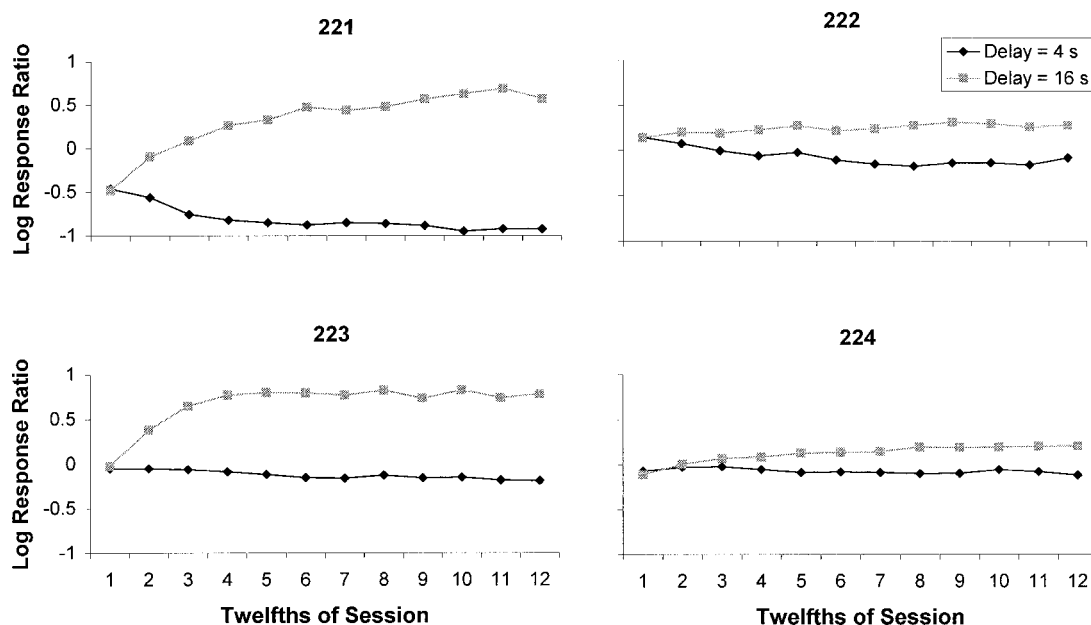 221
222
Delay = 4 s
Delay = 16 s
Log Response Ratio
1
0.5
0
-0.5
-1
223
224
Log Response Ratio
1
0.5
0
-0.5
-1
1 2 3 4 5 6 7 8 9 10 11 12
1 2 3 4 5 6 7 8 9 10 11 12
Twelfths of Session
Twelfths of Session